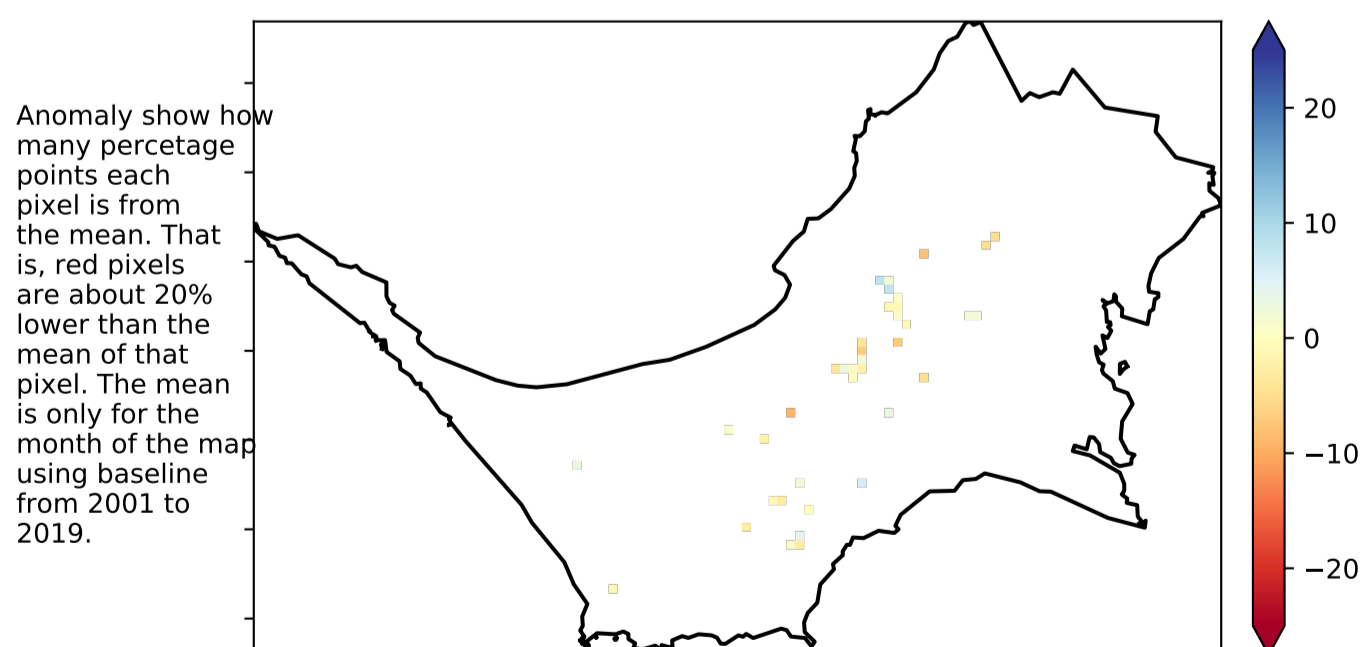 Anomaly show how
many percetage
points each
pixel is from
the mean. That
is, red pixels
are about 20%
lower than the
mean of that
pixel. The mean
is only for the
month of the map
using baseline
from 2001 to
2019.
20
10
0
−10
−20